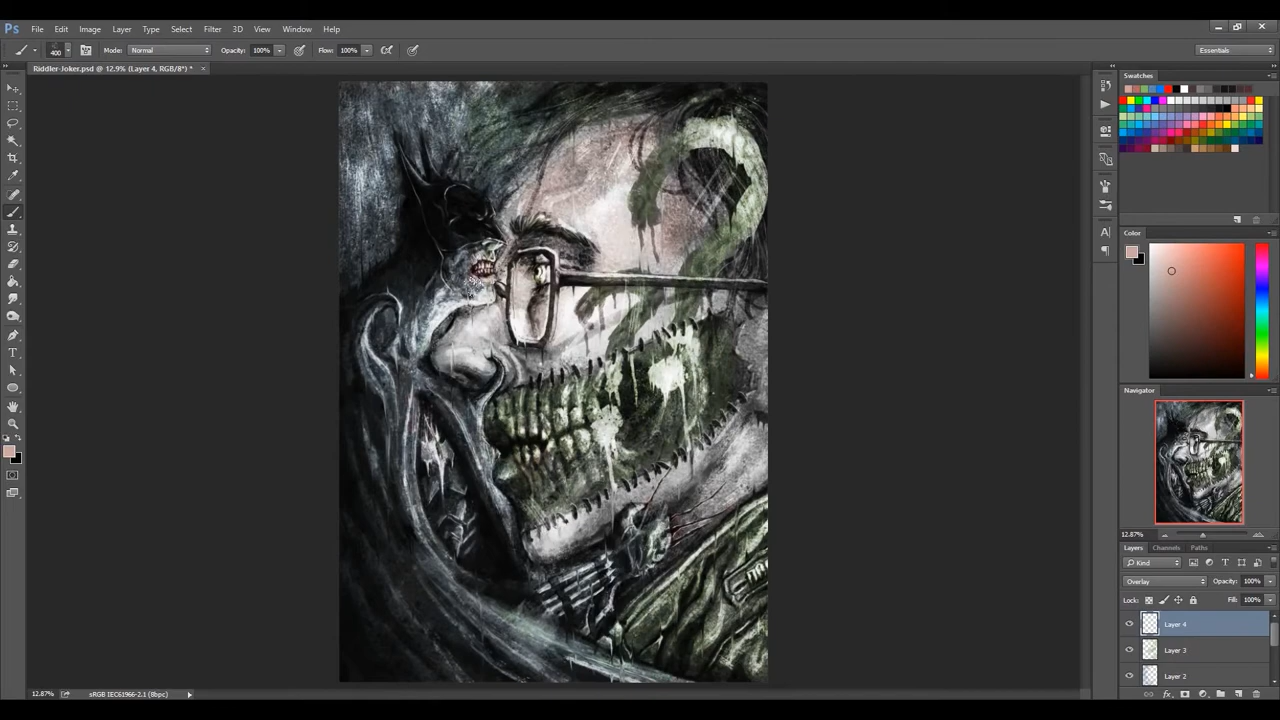 Ps File Edit Image Layer Type Select Filter 3D View Window Help
400 Mode: Normal Opacity: 100% Flow: 100% Essentials
Riddler-Joker.psd @ 12.9% (Layer 4, RGB/8*) * ×
Swatches
Color
Navigator
12.87%
Layers Channels Paths
Kind
Overlay Opacity: 100%
Lock: Fill: 100%
Layer 4
Layer 3
Layer 2
12.87% sRGB IEC61966-2.1 (8bpc)